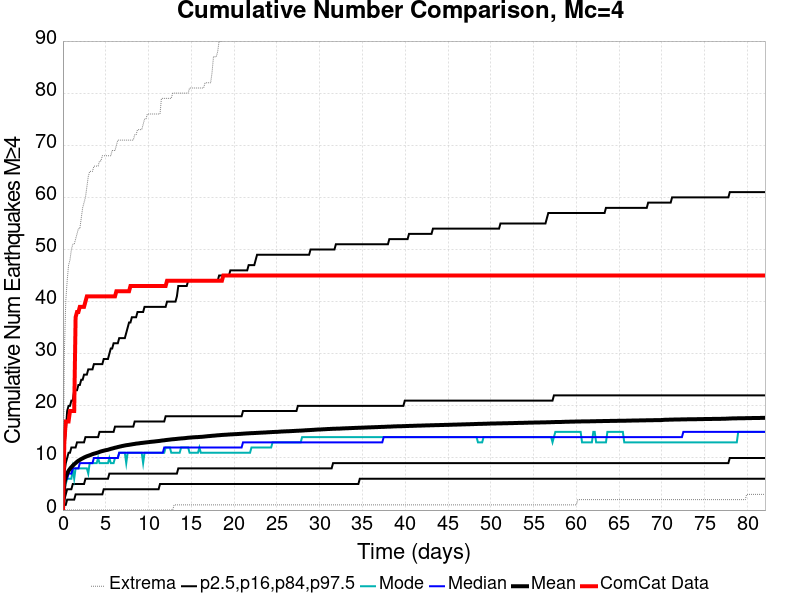 Cumulative Number Comparison, Mc=4
Cumulative Num Earthquakes M≥4
90
80
70
60
50
40
30
20
10
0
0 5 10 15 20 25 30 35 40 45 50 55 60 65 70 75 80
Time (days)
Extrema p2.5,p16,p84,p97.5 Mode Median Mean ComCat Data